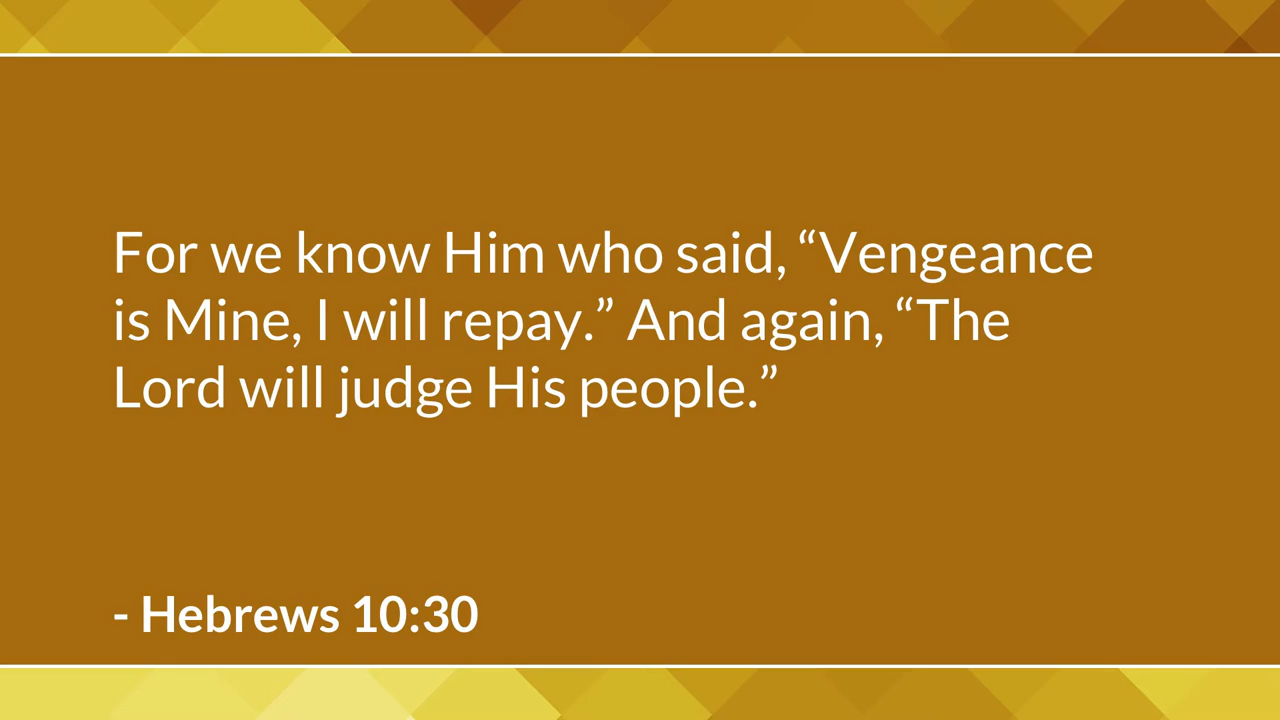 For we know Him who said, “Vengeance
is Mine, I will repay.” And again, “The
Lord will judge His people.”
- Hebrews 10:30